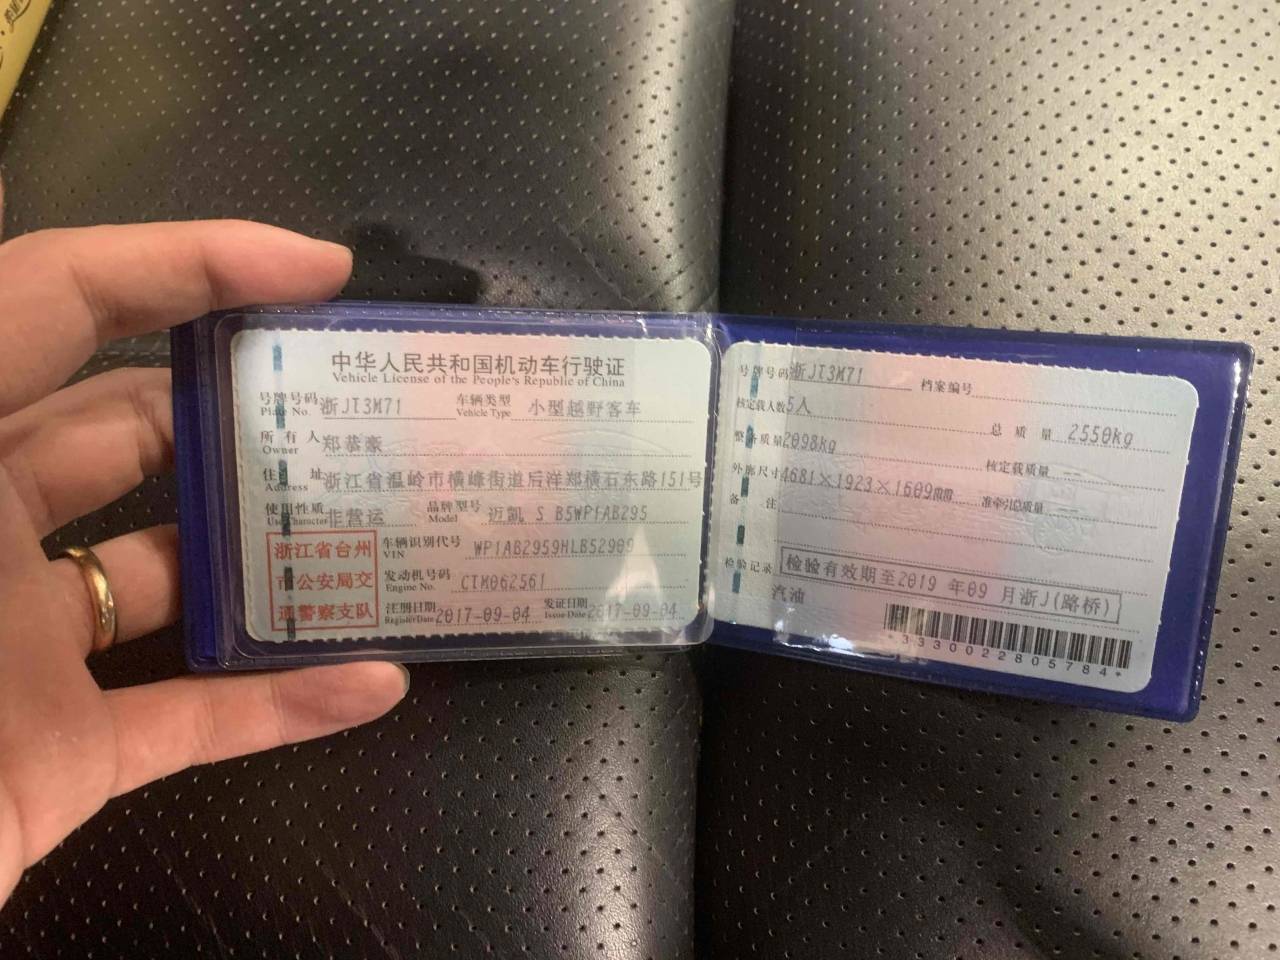 中华人民共和国机动车行驶证
Vehicle License of the People's Republic of China
号牌号码 浙JT3M71 车辆类型 小型越野客车
Plate No. Vehicle Type
所有人 郑恭豪
Owner
住址 浙江省温岭市横峰街道后洋郑横石东路151号
Address
使用性质 非营运 品牌型号 迈凯 S B5WP1AB295
Use Character Model
浙江省台州
市公安局交
通警察支队
车辆识别代号 WP1AB2959HLB52909
VIN
发动机号码 CTM062561
Engine No.
注册日期 2017-09-04 发证日期 2017-09-04
Register Date Issue Date
号牌号码 浙JT3M71 档案编号
核定载人数 5人 总质量 2550kg
整备质量 2098kg 核定载质量 --
外廓尺寸 4681×1923×1609mm 准牵引总质量 --
备注
检验记录 检验有效期至2019年09月浙J(路桥)
汽油
*3330022805784*